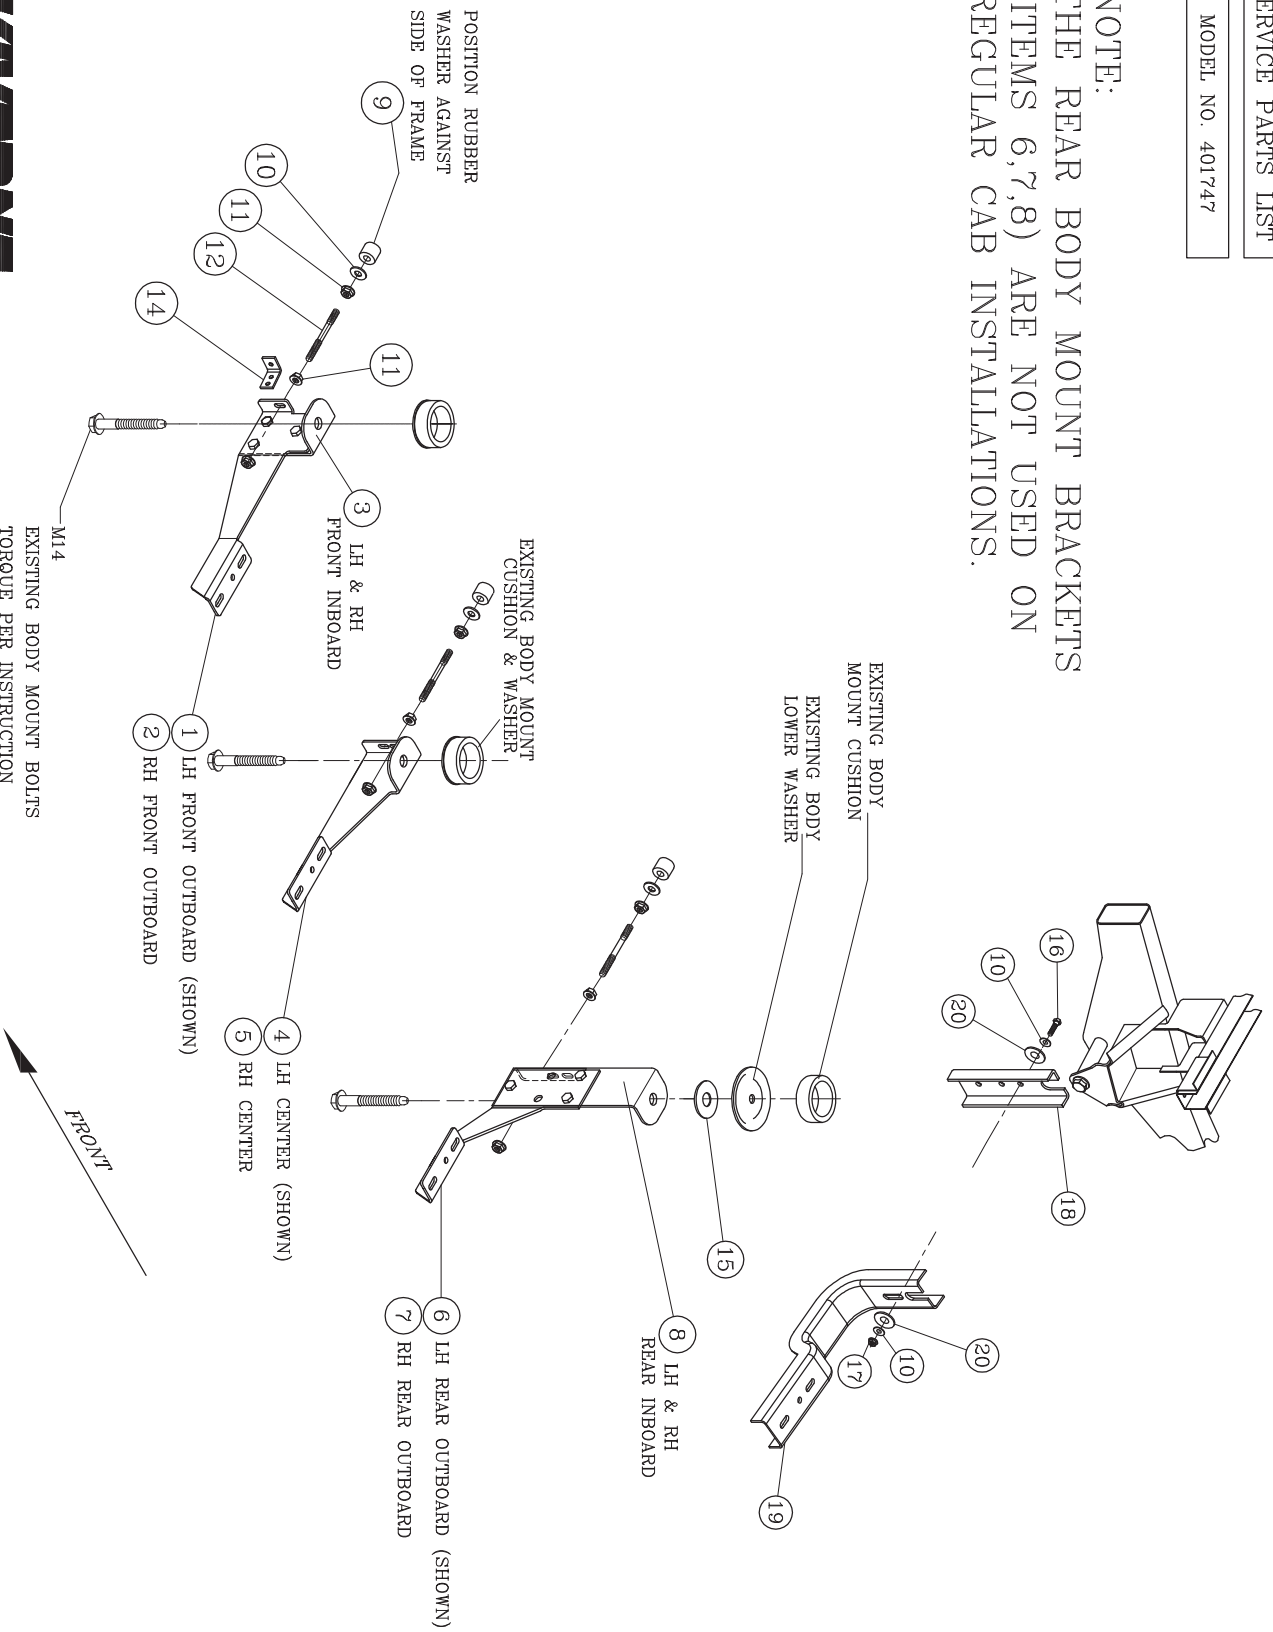 SERVICE PARTS LIST
MODEL NO. 401747
NOTE:
THE REAR BODY MOUNT BRACKETS
(ITEMS 6,7,8) ARE NOT USED ON
REGULAR CAB INSTALLATIONS.
16
10
20
18
20
10
17
19
EXISTING BODY
MOUNT CUSHION
EXISTING BODY
LOWER WASHER
15
8 LH & RH
REAR INBOARD
6 LH REAR OUTBOARD (SHOWN)
7 RH REAR OUTBOARD
EXISTING BODY MOUNT
CUSHION & WASHER
4 LH CENTER (SHOWN)
5 RH CENTER
POSITION RUBBER
WASHER AGAINST
SIDE OF FRAME
9
10
11
12
14
11
3 LH & RH
FRONT INBOARD
1 LH FRONT OUTBOARD (SHOWN)
2 RH FRONT OUTBOARD
M14
EXISTING BODY MOUNT BOLTS
TORQUE PER INSTRUCTION
FRONT